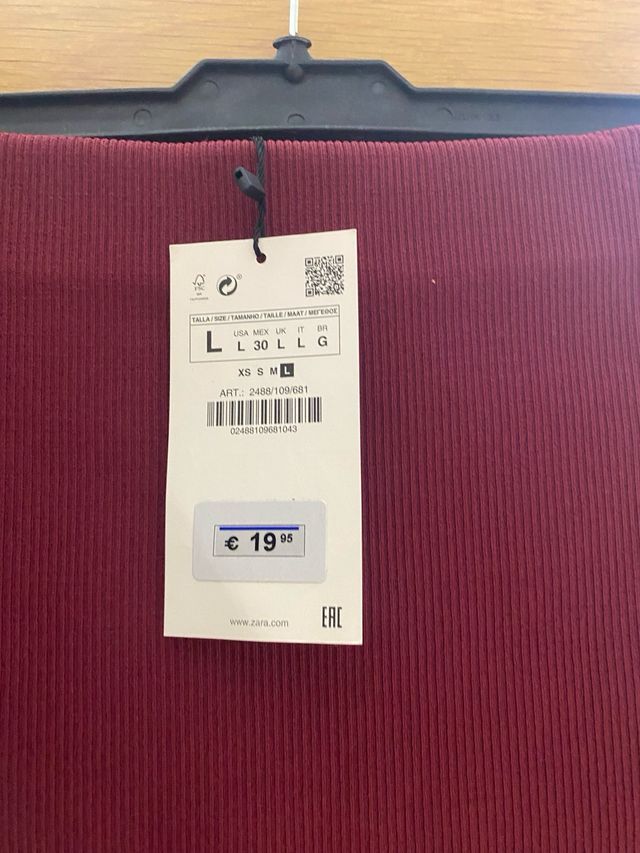 FSC
®
TALLA / SIZE / TAMANHO / TAILLE / MAAT / ΜΕΓΕΘΟΣ
L
USA MEX UK IT BR
L 30 L L G
XS S M L
ART.: 2488/109/681
02488109681043
€ 19 95
www.zara.com
EAC